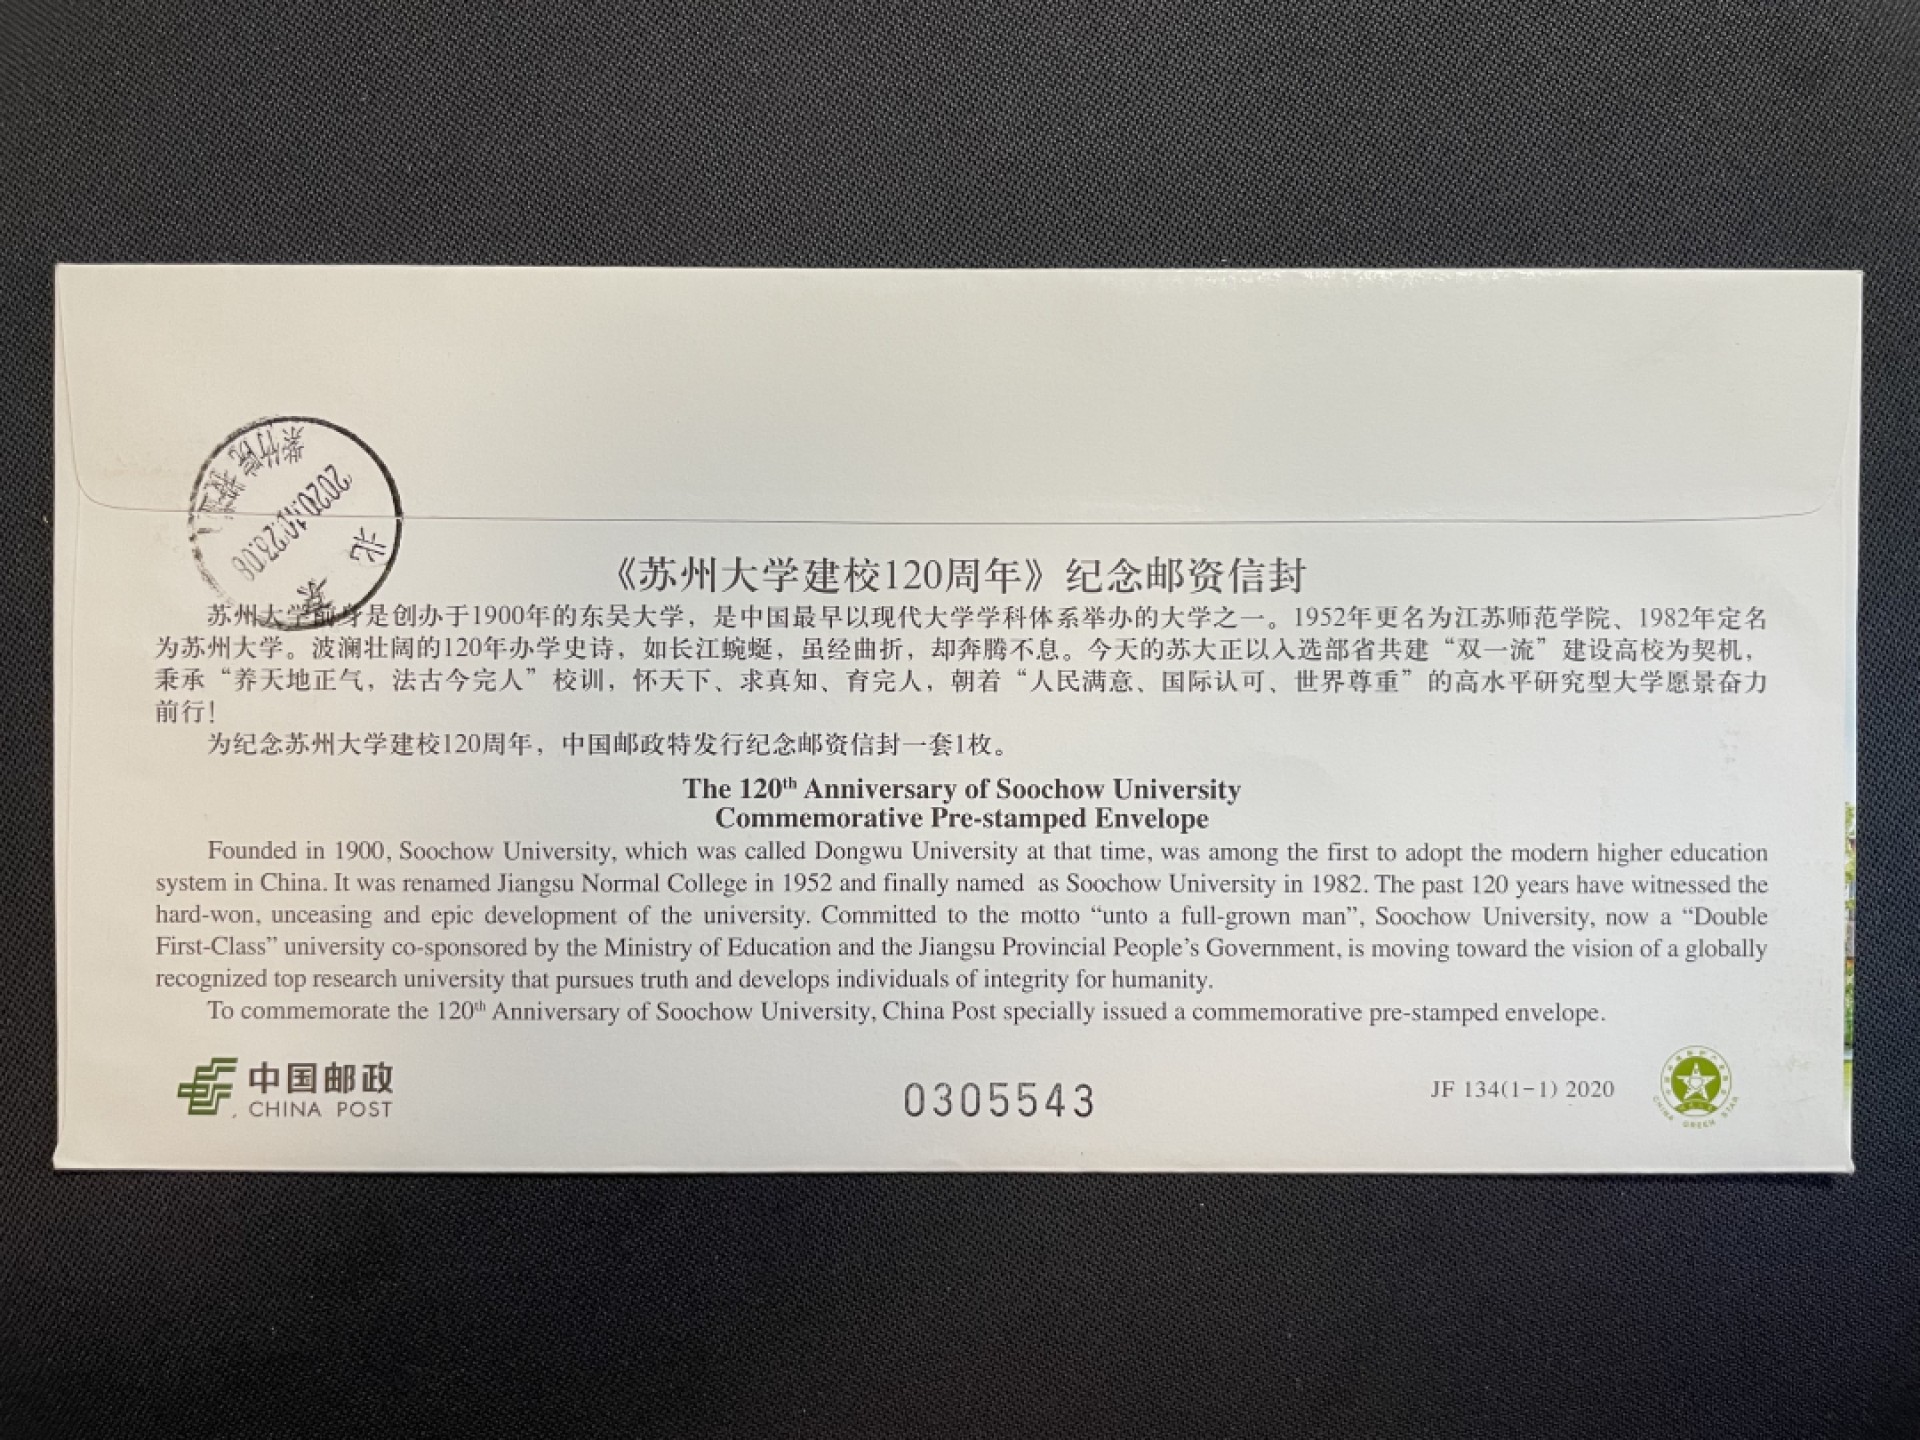 北京
2020.10.23.08
《苏州大学建校120周年》纪念邮资信封
苏州大学前身是创办于1900年的东吴大学，是中国最早以现代大学学科体系举办的大学之一。1952年更名为江苏师范学院、1982年定名
为苏州大学。波澜壮阔的120年办学史诗，如长江蜿蜒，虽经曲折，却奔腾不息。今天的苏大正以入选部省共建“双一流”建设高校为契机，
秉承“养天地正气，法古今完人”校训，怀天下、求真知、育完人，朝着“人民满意、国际认可、世界尊重”的高水平研究型大学愿景奋力
前行！
为纪念苏州大学建校120周年，中国邮政特发行纪念邮资信封一套1枚。
The 120th Anniversary of Soochow University
Commemorative Pre-stamped Envelope
Founded in 1900, Soochow University, which was called Dongwu University at that time, was among the first to adopt the modern higher education
system in China. It was renamed Jiangsu Normal College in 1952 and finally named as Soochow University in 1982. The past 120 years have witnessed the
hard-won, unceasing and epic development of the university. Committed to the motto “unto a full-grown man”, Soochow University, now a “Double
First-Class” university co-sponsored by the Ministry of Education and the Jiangsu Provincial People’s Government, is moving toward the vision of a globally
recognized top research university that pursues truth and develops individuals of integrity for humanity.
To commemorate the 120th Anniversary of Soochow University, China Post specially issued a commemorative pre-stamped envelope.
中国邮政
CHINA POST
0305543
JF 134(1-1) 2020
CHINA GREEN STAR